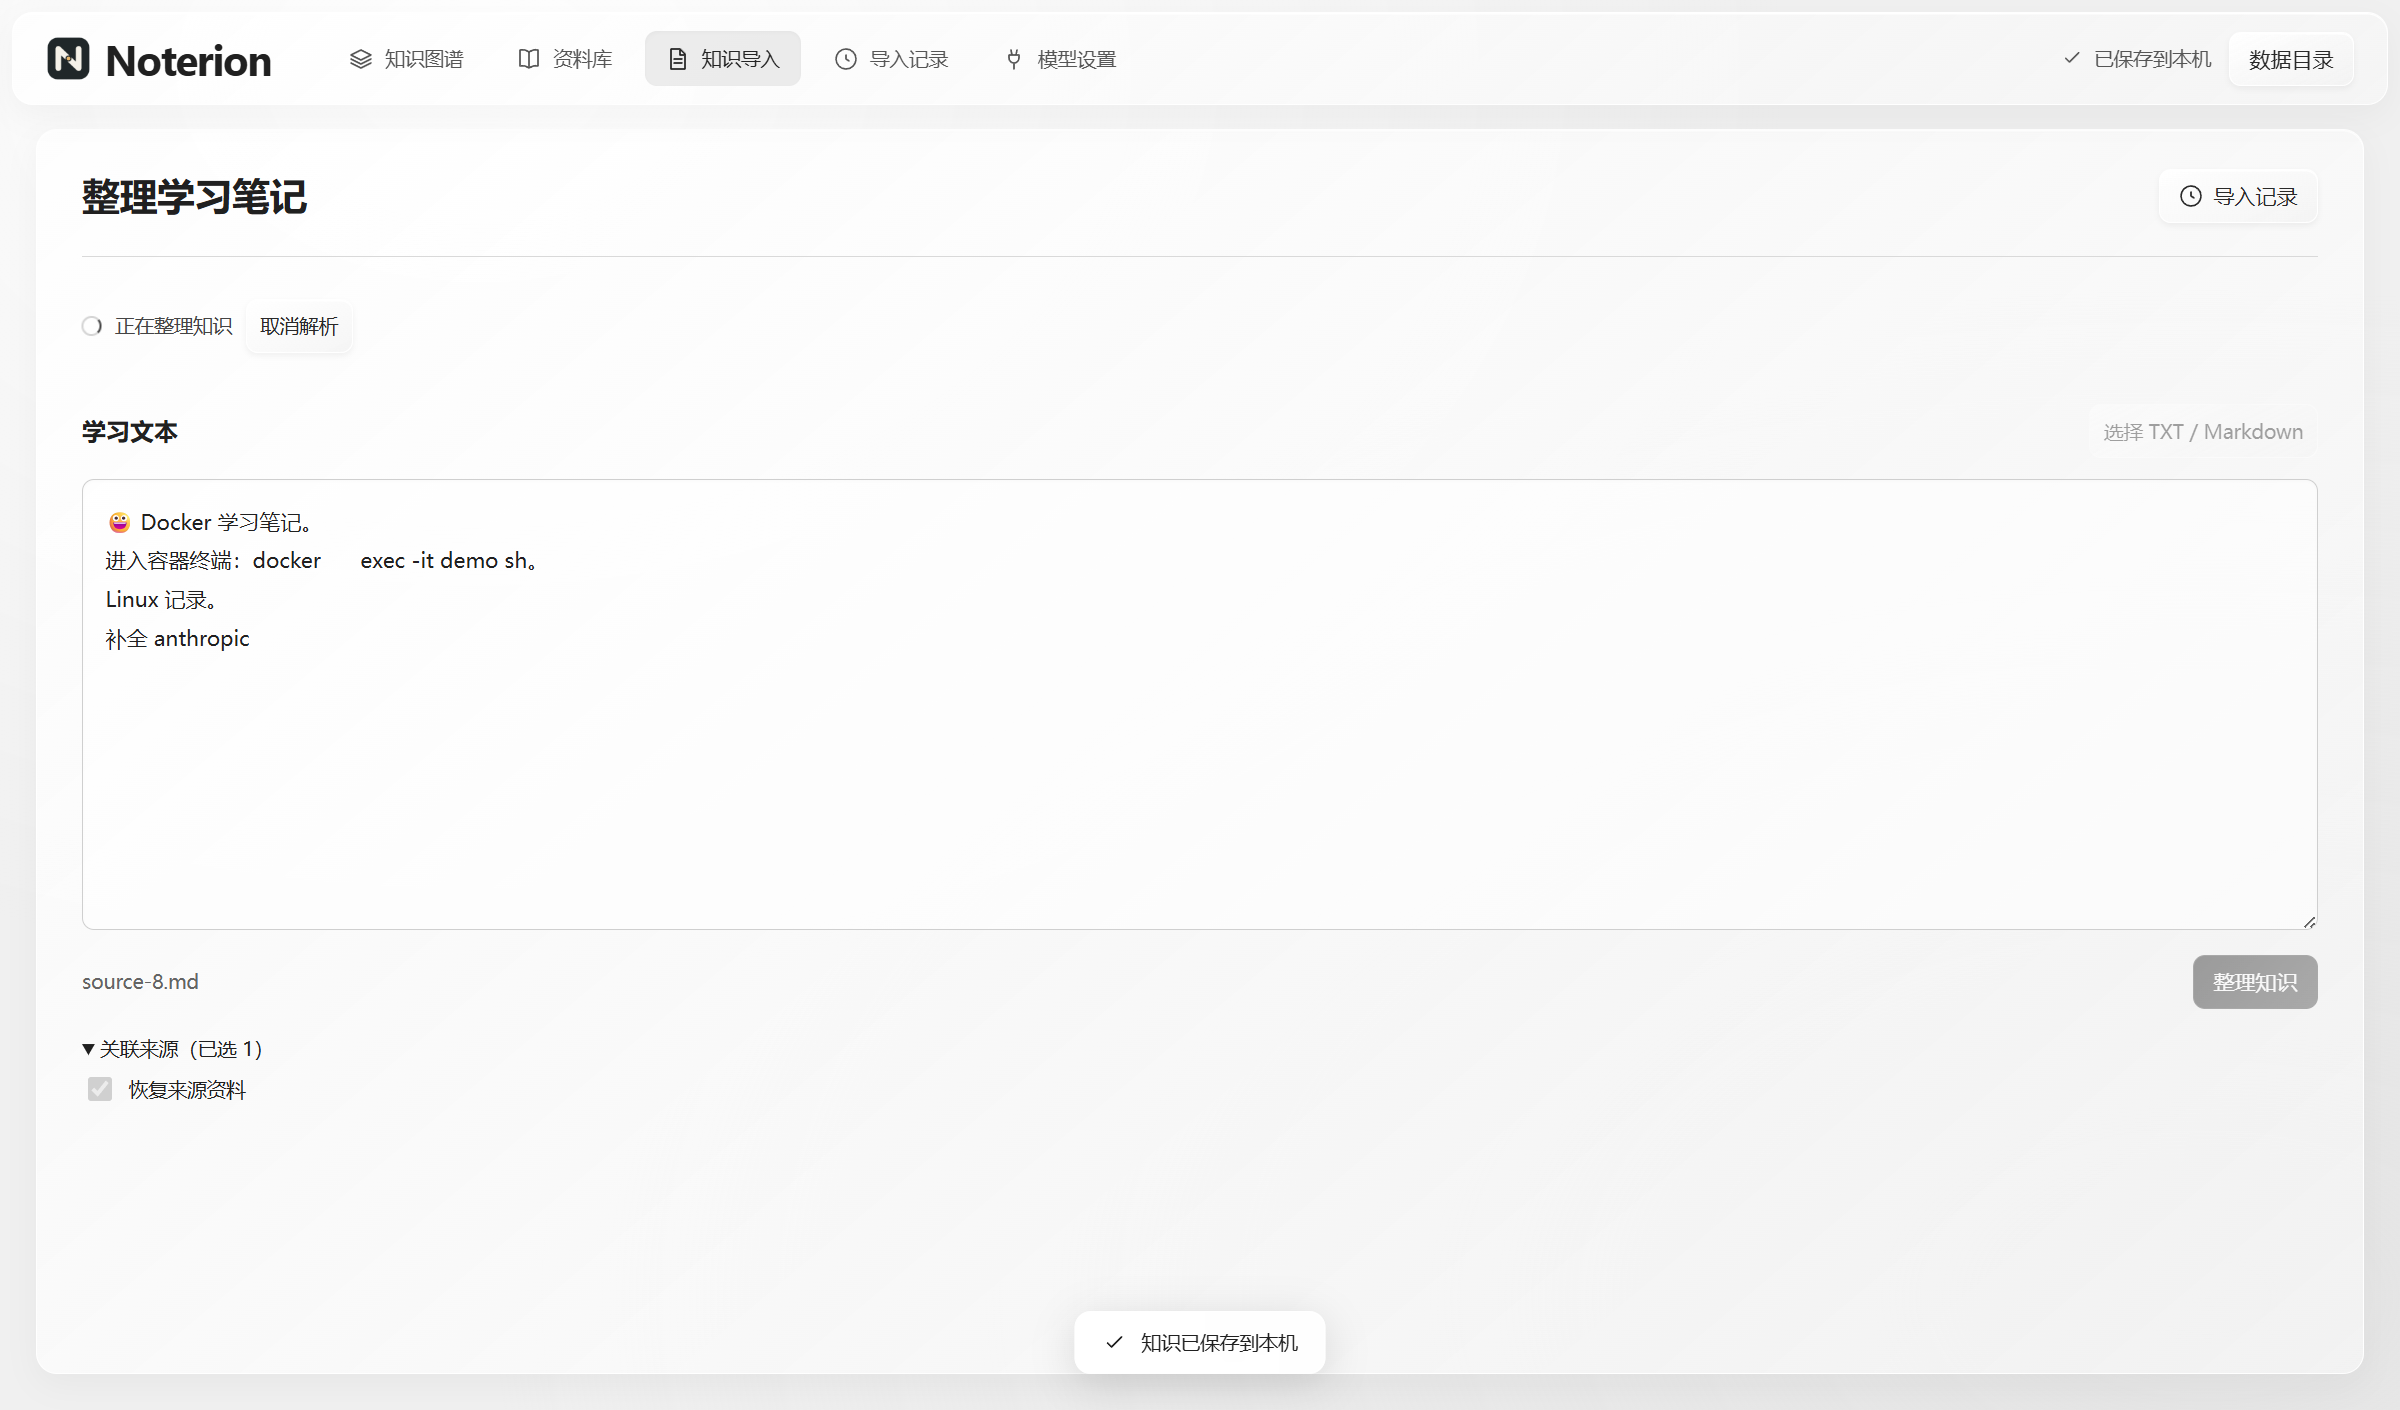 Noterion
知识图谱
资料库
知识导入
导入记录
模型设置
已保存到本机
数据目录
整理学习笔记
导入记录
正在整理知识
取消解析
学习文本
选择 TXT / Markdown
😀 Docker 学习笔记。
进入容器终端：docker      exec -it demo sh。
Linux 记录。
补全 anthropic
source-8.md
整理知识
▼关联来源（已选 1）
恢复来源资料
知识已保存到本机